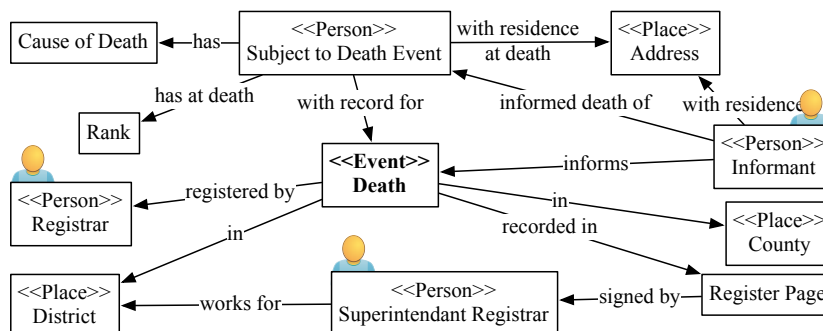 Cause of Death
has
<<Person>>
Subject to Death Event
with residence
at death
<<Place>>
Address
has at death
with record for
informed death of
with residence
Rank
<<Event>>
Death
informs
<<Person>>
Informant
<<Person>>
Registrar
registered by
in
recorded in
<<Place>>
County
in
<<Place>>
District
works for
<<Person>>
Superintendant Registrar
signed by
Register Page